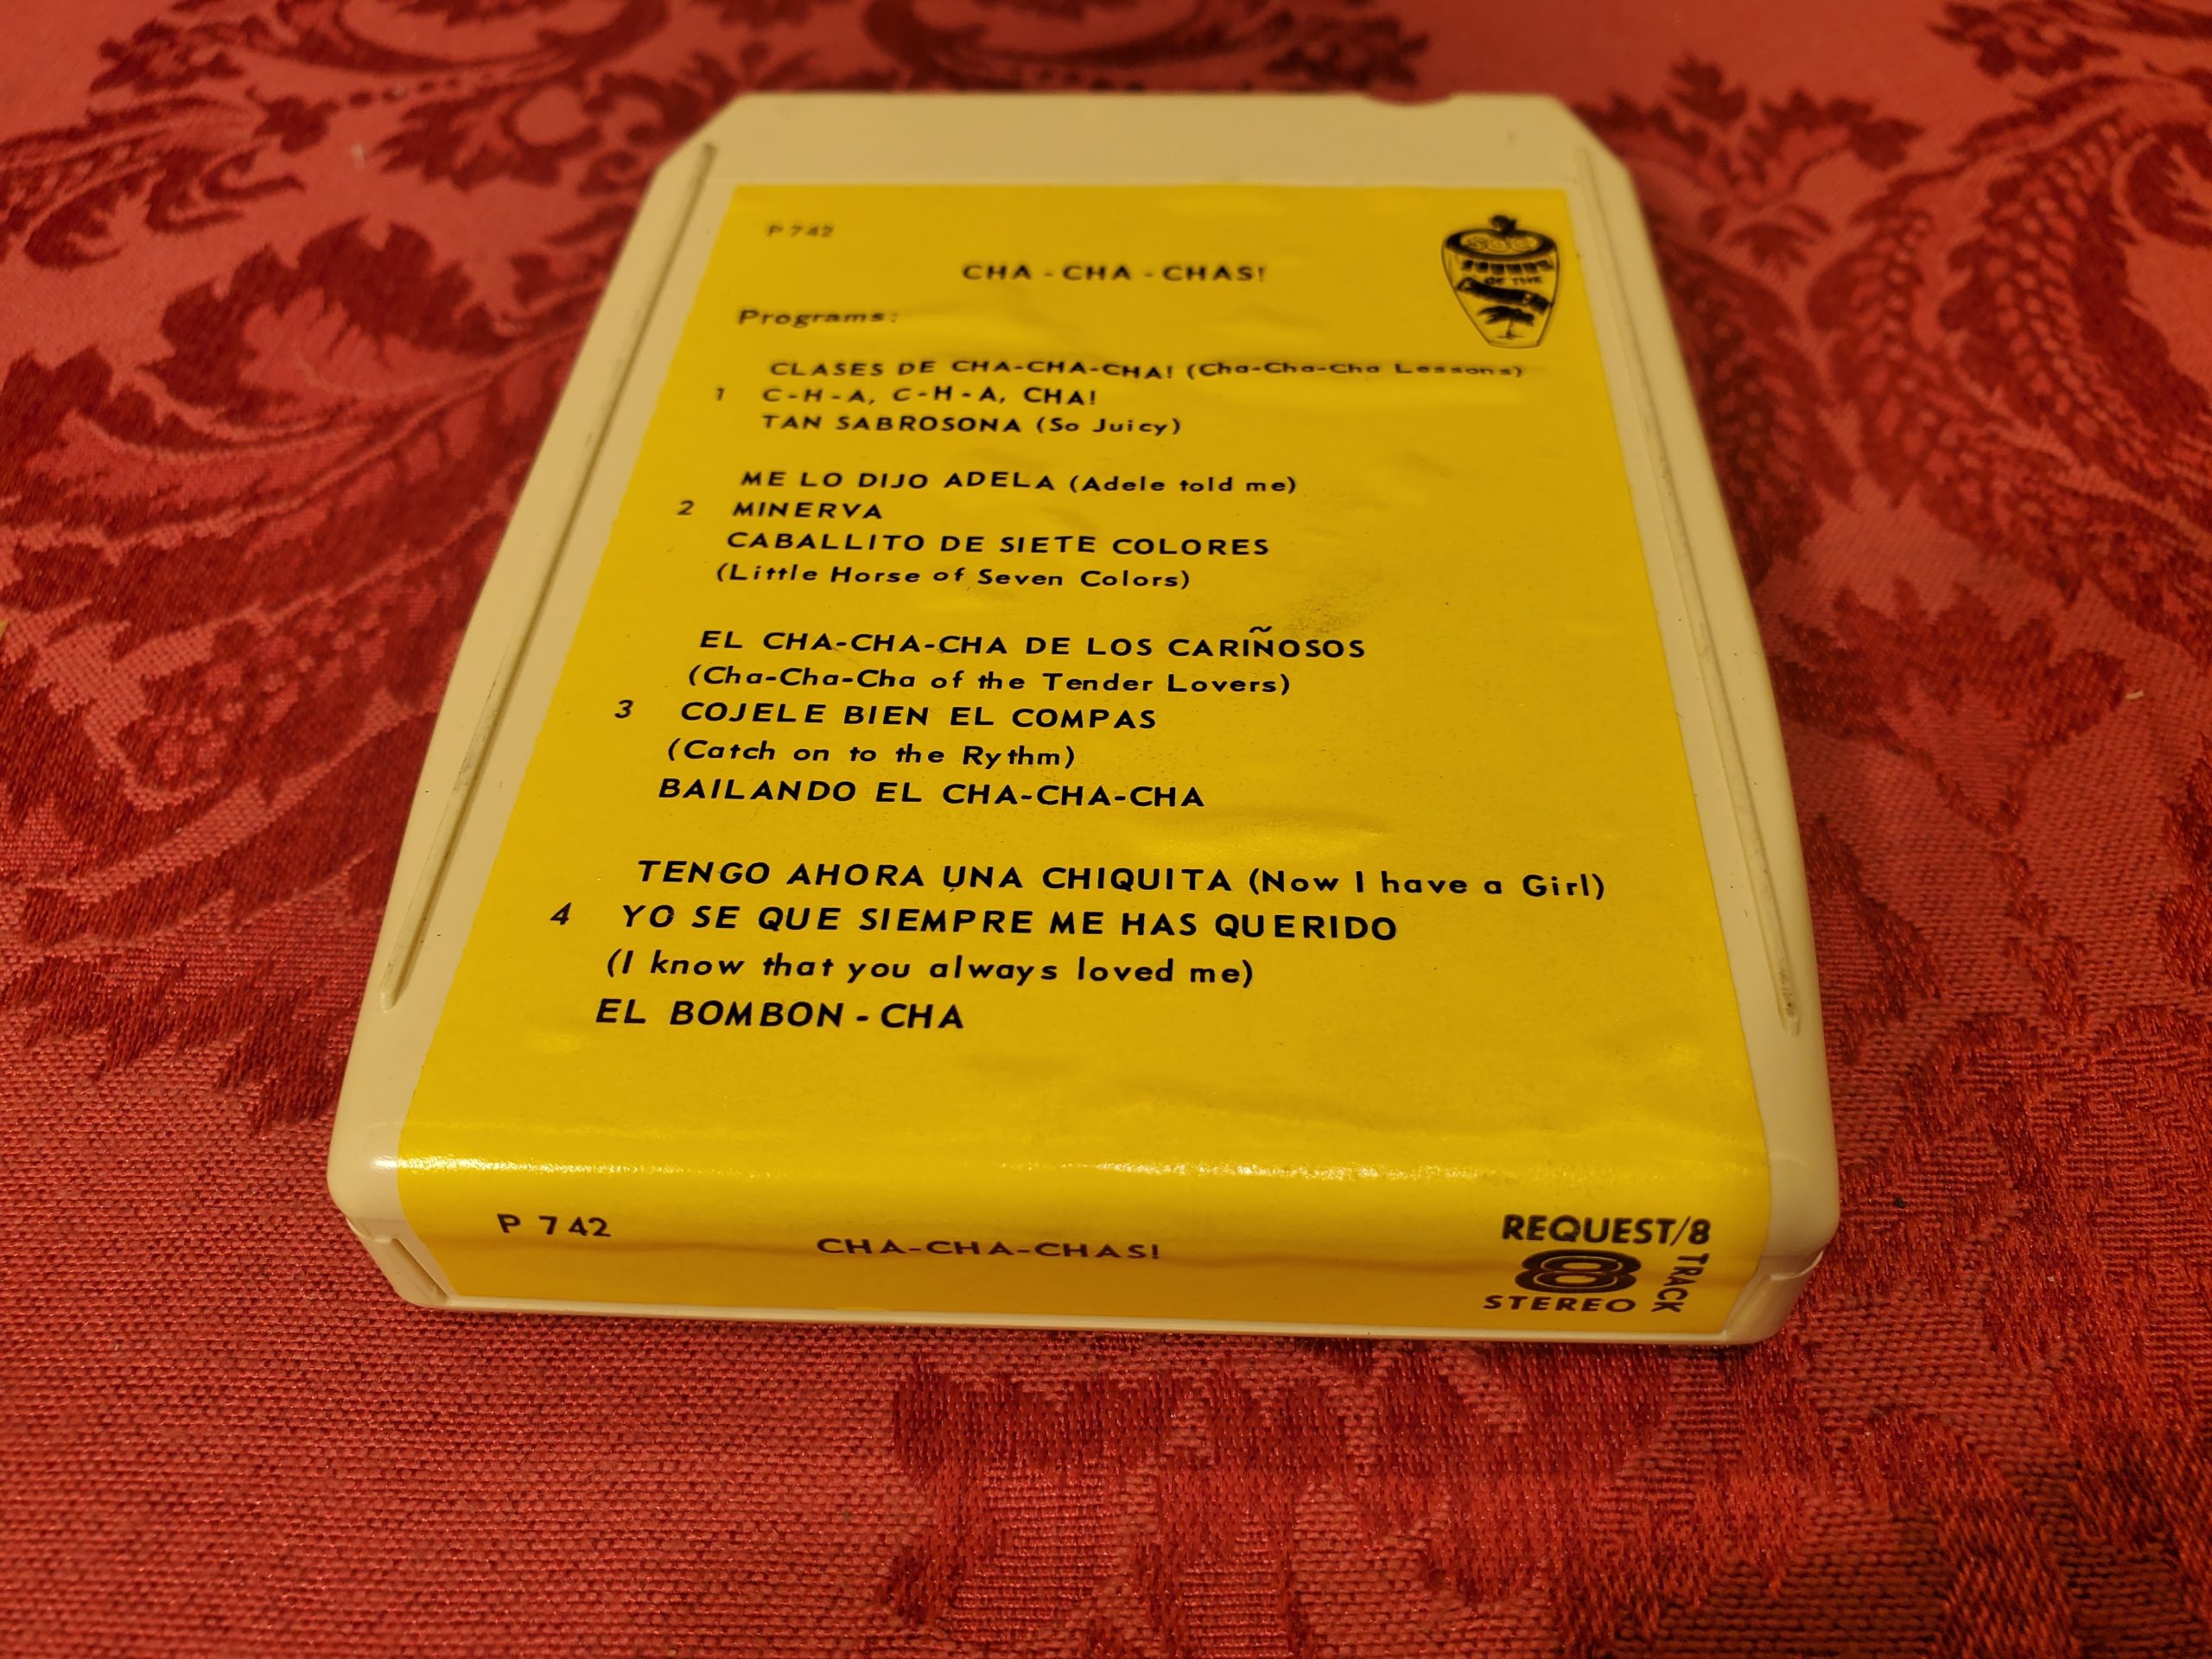 P 742
CHA - CHA - CHAS!
Programs:
CLASES DE CHA-CHA-CHA! (Cha-Cha-Cha Lessons)
1 C-H-A, C-H-A, CHA!
TAN SABROSONA (So Juicy)
ME LO DIJO ADELA (Adele told me)
2 MINERVA
CABALLITO DE SIETE COLORES
(Little Horse of Seven Colors)
EL CHA-CHA-CHA DE LOS CARIÑOSOS
(Cha-Cha-Cha of the Tender Lovers)
3 COJELE BIEN EL COMPAS
(Catch on to the Rythm)
BAILANDO EL CHA-CHA-CHA
TENGO AHORA UNA CHIQUITA (Now I have a Girl)
4 YO SE QUE SIEMPRE ME HAS QUERIDO
(I know that you always loved me)
EL BOMBON - CHA
P 742
CHA-CHA-CHAS!
REQUEST/8
8
TRACK
STEREO
OF THE